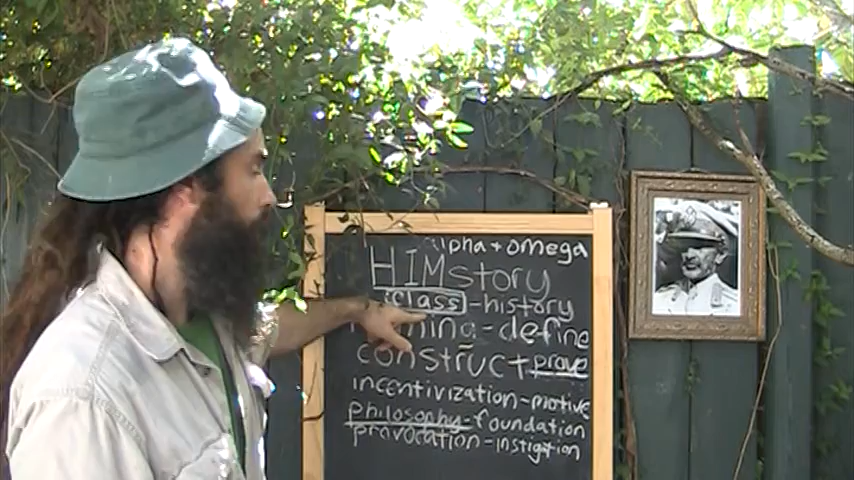 alpha + omega
HIMstory
class - history
- define
construct prove
incentivization - motive
philosophy - foundation
provocation - instigation